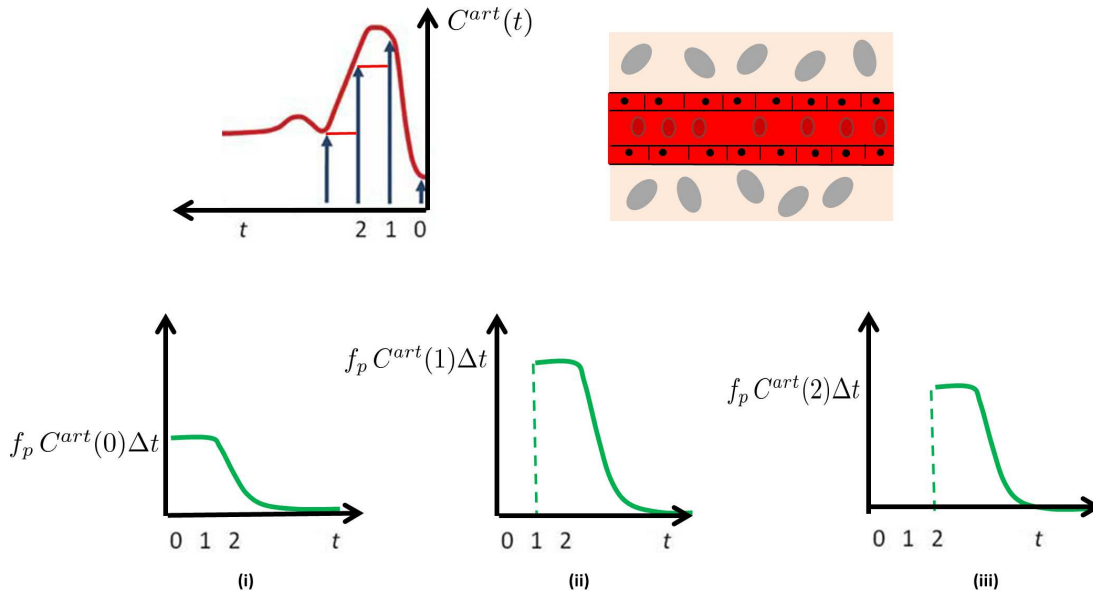 C^{art}(t)
t 2 1 0
f_p C^{art}(0)Δt
0 1 2 t
(i)
f_p C^{art}(1)Δt
0 1 2 t
(ii)
f_p C^{art}(2)Δt
0 1 2 t
(iii)